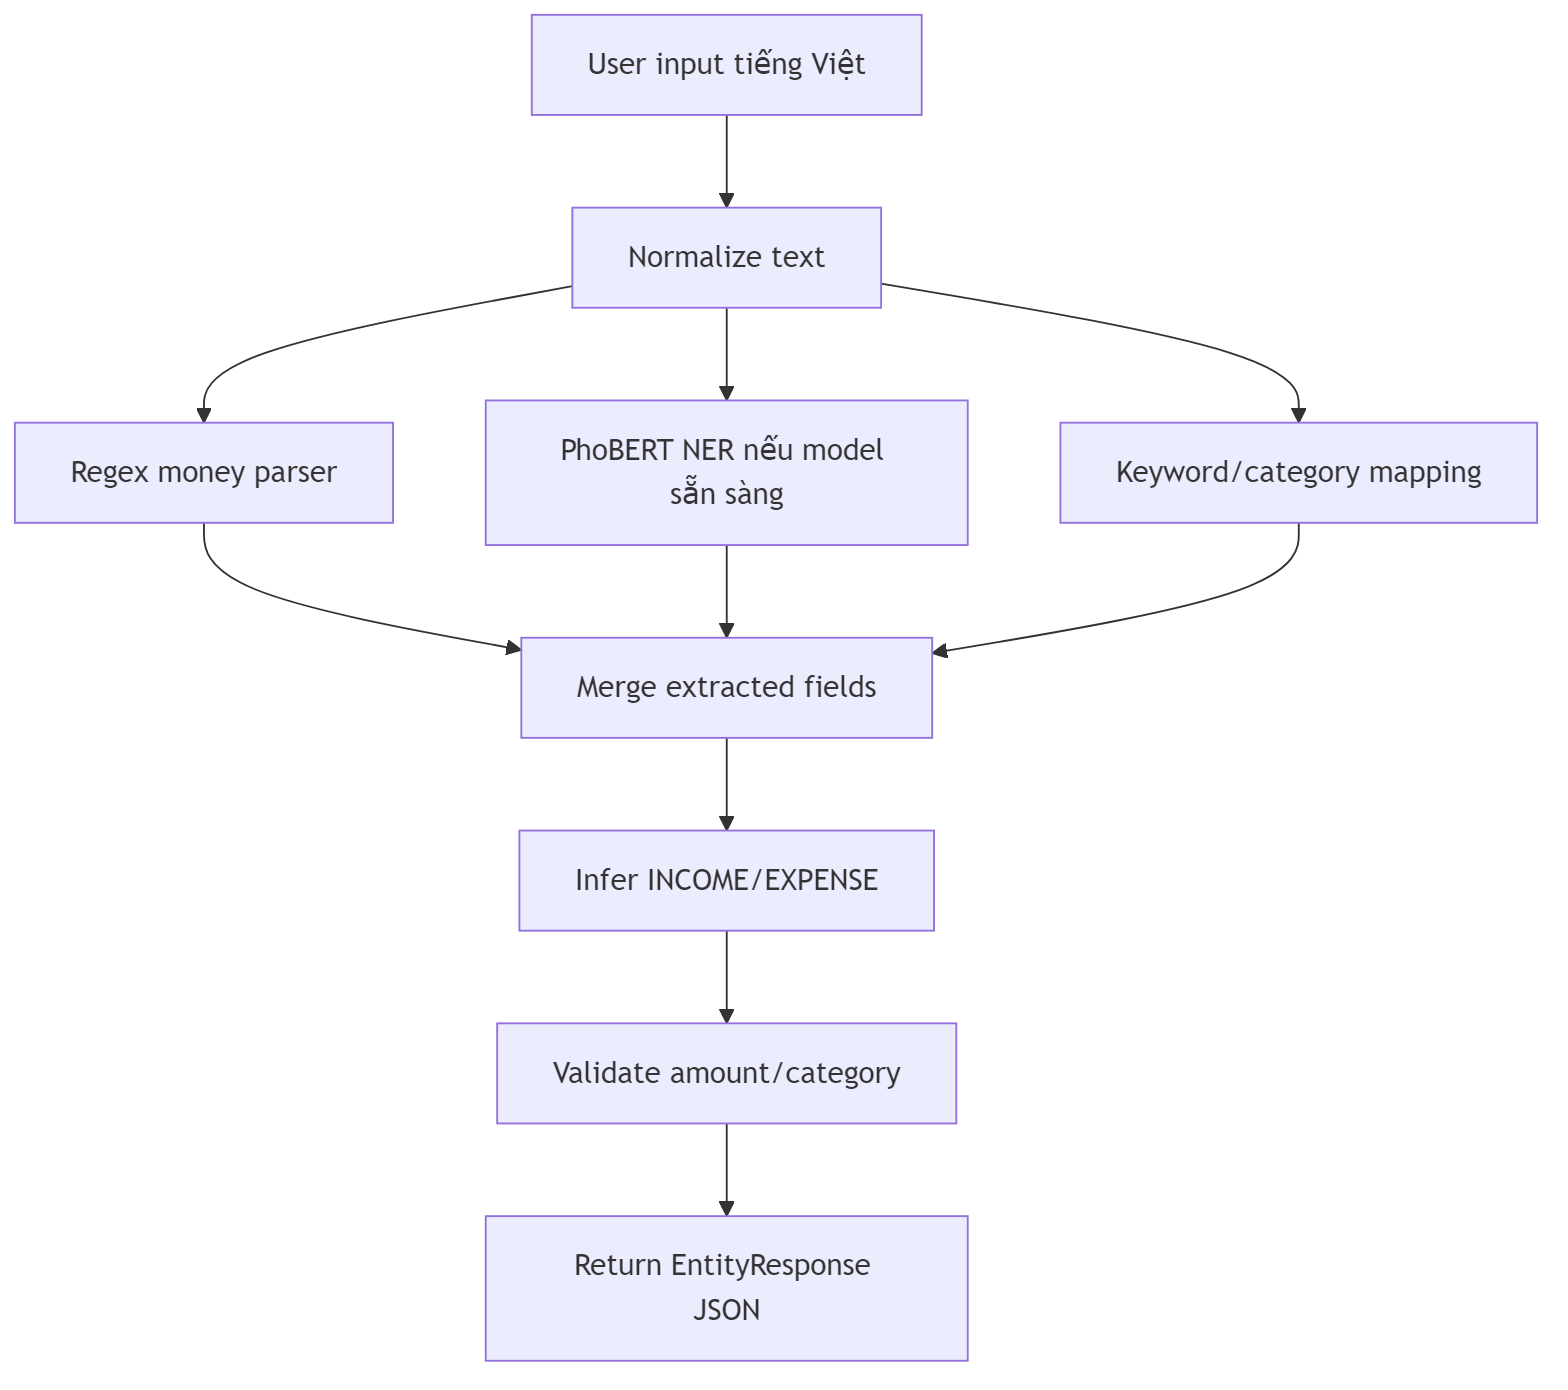 User input tiếng Việt
Normalize text
Regex money parser
PhoBERT NER nếu model
sẵn sàng
Keyword/category mapping
Merge extracted fields
Infer INCOME/EXPENSE
Validate amount/category
Return EntityResponse
JSON